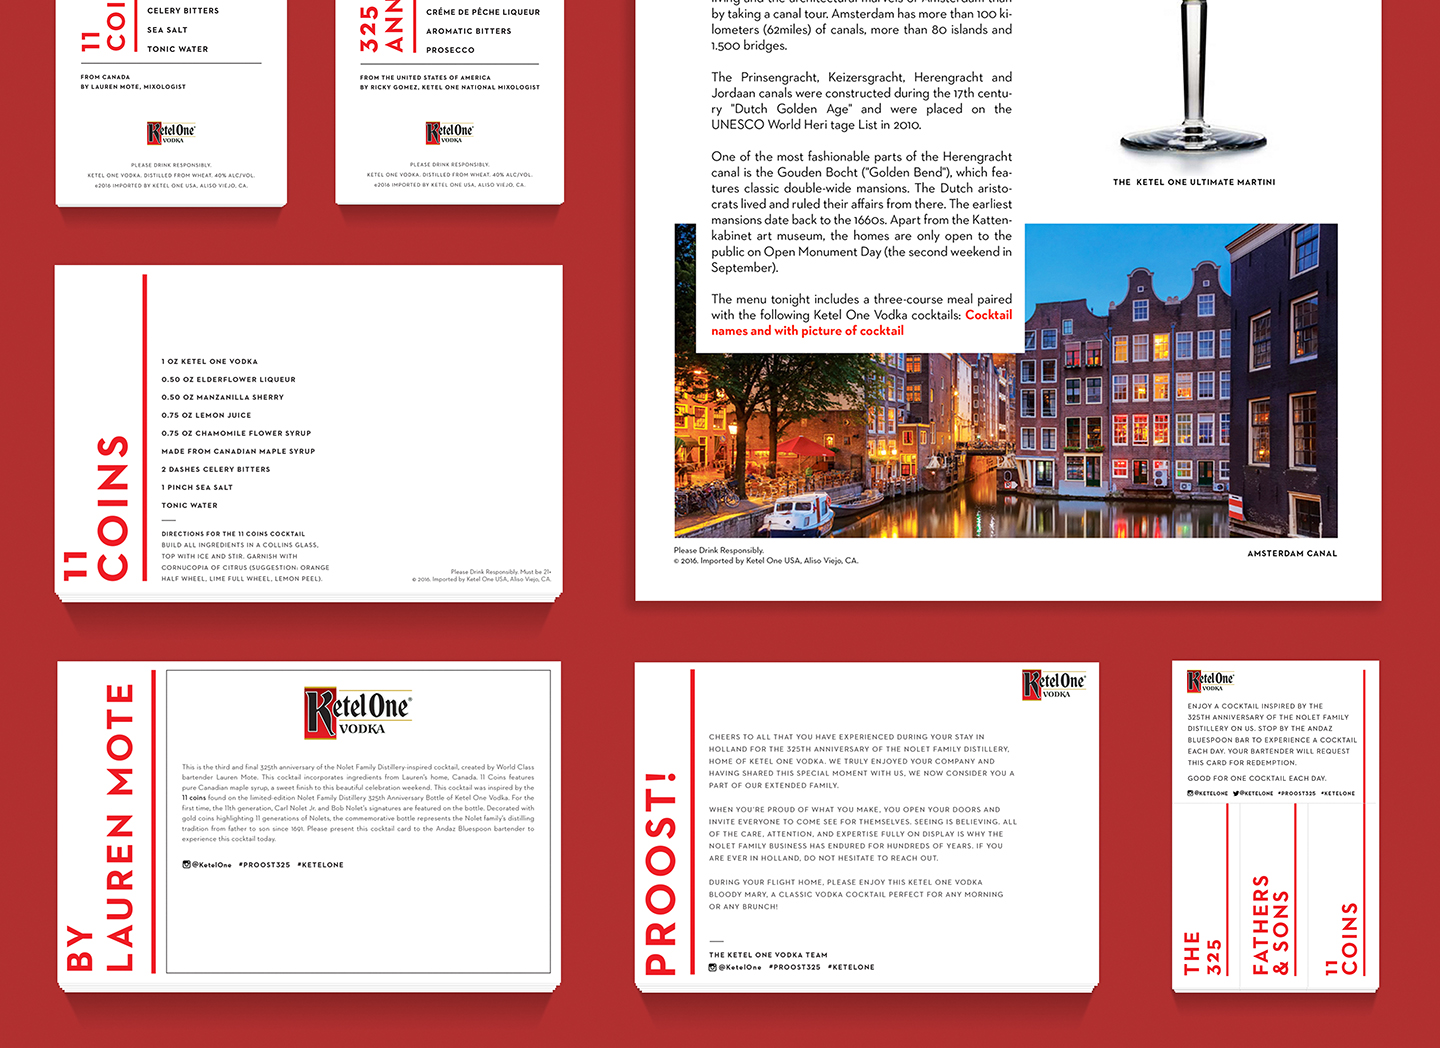 11
COI
CELERY BITTERS
SEA SALT
TONIC WATER
FROM CANADA
BY LAUREN MOTE, MIXOLOGIST
Ketel One®
VODKA
PLEASE DRINK RESPONSIBLY.
KETEL ONE VODKA. DISTILLED FROM WHEAT. 40% ALC/VOL.
©2016 IMPORTED BY KETEL ONE USA, ALISO VIEJO, CA.
325
ANN
CRÉME DE PÊCHE LIQUEUR
AROMATIC BITTERS
PROSECCO
FROM THE UNITED STATES OF AMERICA
BY RICKY GOMEZ, KETEL ONE NATIONAL MIXOLOGIST
Ketel One®
VODKA
PLEASE DRINK RESPONSIBLY.
KETEL ONE VODKA. DISTILLED FROM WHEAT. 40% ALC/VOL.
©2016 IMPORTED BY KETEL ONE USA, ALISO VIEJO, CA.
living and the architectural marvels of Amsterdam than
by taking a canal tour. Amsterdam has more than 100 ki-
lometers (62miles) of canals, more than 80 islands and
1.500 bridges.
The Prinsengracht, Keizersgracht, Herengracht and
Jordaan canals were constructed during the 17th centu-
ry "Dutch Golden Age" and were placed on the
UNESCO World Heri tage List in 2010.
One of the most fashionable parts of the Herengracht
canal is the Gouden Bocht ("Golden Bend"), which fea-
tures classic double-wide mansions. The Dutch aristo-
crats lived and ruled their affairs from there. The earliest
mansions date back to the 1660s. Apart from the Katten-
kabinet art museum, the homes are only open to the
public on Open Monument Day (the second weekend in
September).
The menu tonight includes a three-course meal paired
with the following Ketel One Vodka cocktails: Cocktail
names and with picture of cocktail
THE KETEL ONE ULTIMATE MARTINI
Please Drink Responsibly.
© 2016. Imported by Ketel One USA, Aliso Viejo, CA.
AMSTERDAM CANAL
11
COINS
1 OZ KETEL ONE VODKA
0.50 OZ ELDERFLOWER LIQUEUR
0.50 OZ MANZANILLA SHERRY
0.75 OZ LEMON JUICE
0.75 OZ CHAMOMILE FLOWER SYRUP
MADE FROM CANADIAN MAPLE SYRUP
2 DASHES CELERY BITTERS
1 PINCH SEA SALT
TONIC WATER
DIRECTIONS FOR THE 11 COINS COCKTAIL
BUILD ALL INGREDIENTS IN A COLLINS GLASS,
TOP WITH ICE AND STIR. GARNISH WITH
CORNUCOPIA OF CITRUS (SUGGESTION: ORANGE
HALF WHEEL, LIME FULL WHEEL, LEMON PEEL).
Please Drink Responsibly. Must be 21+
© 2016. Imported by Ketel One USA, Aliso Viejo, CA.
BY
LAUREN MOTE
Ketel One®
VODKA
This is the third and final 325th anniversary of the Nolet Family Distillery-inspired cocktail, created by World Class
bartender Lauren Mote. This cocktail incorporates ingredients from Lauren's home, Canada. 11 Coins features
pure Canadian maple syrup, a sweet finish to this beautiful celebration weekend. This cocktail was inspired by the
11 coins found on the limited-edition Nolet Family Distillery 325th Anniversary Bottle of Ketel One Vodka. For the
first time, the 11th generation, Carl Nolet Jr. and Bob Nolet's signatures are featured on the bottle. Decorated with
gold coins highlighting 11 generations of Nolets, the commemorative bottle represents the Nolet family's distilling
tradition from father to son since 1691. Please present this cocktail card to the Andaz Bluespoon bartender to
experience this cocktail today.
@KetelOne #PROOST325 #KETELONE
PROOST!
Ketel One®
VODKA
CHEERS TO ALL THAT YOU HAVE EXPERIENCED DURING YOUR STAY IN
HOLLAND FOR THE 325TH ANNIVERSARY OF THE NOLET FAMILY DISTILLERY,
HOME OF KETEL ONE VODKA. WE TRULY ENJOYED YOUR COMPANY AND
HAVING SHARED THIS SPECIAL MOMENT WITH US, WE NOW CONSIDER YOU A
PART OF OUR EXTENDED FAMILY.
WHEN YOU'RE PROUD OF WHAT YOU MAKE, YOU OPEN YOUR DOORS AND
INVITE EVERYONE TO COME SEE FOR THEMSELVES. SEEING IS BELIEVING. ALL
OF THE CARE, ATTENTION, AND EXPERTISE FULLY ON DISPLAY IS WHY THE
NOLET FAMILY BUSINESS HAS ENDURED FOR HUNDREDS OF YEARS. IF YOU
ARE EVER IN HOLLAND, DO NOT HESITATE TO REACH OUT.
DURING YOUR FLIGHT HOME, PLEASE ENJOY THIS KETEL ONE VODKA
BLOODY MARY, A CLASSIC VODKA COCKTAIL PERFECT FOR ANY MORNING
OR ANY BRUNCH!
THE KETEL ONE VODKA TEAM
@KetelOne #PROOST325 #KETELONE
Ketel One®
VODKA
ENJOY A COCKTAIL INSPIRED BY THE
325TH ANNIVERSARY OF THE NOLET FAMILY
DISTILLERY ON US. STOP BY THE ANDAZ
BLUESPOON BAR TO EXPERIENCE A COCKTAIL
EACH DAY. YOUR BARTENDER WILL REQUEST
THIS CARD FOR REDEMPTION.
GOOD FOR ONE COCKTAIL EACH DAY.
@KETELONE @KETELONE #PROOST325 #KETELONE
THE
325
FATHERS
& SONS
11
COINS